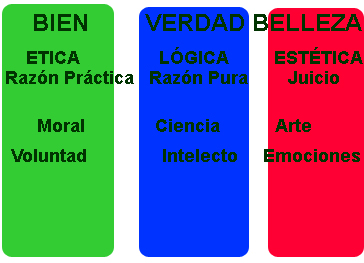 BIEN VERDAD BELLEZA
ETICA LÓGICA ESTÉTICA
Razón Práctica Razón Pura Juicio
Moral Ciencia Arte
Voluntad Intelecto Emociones